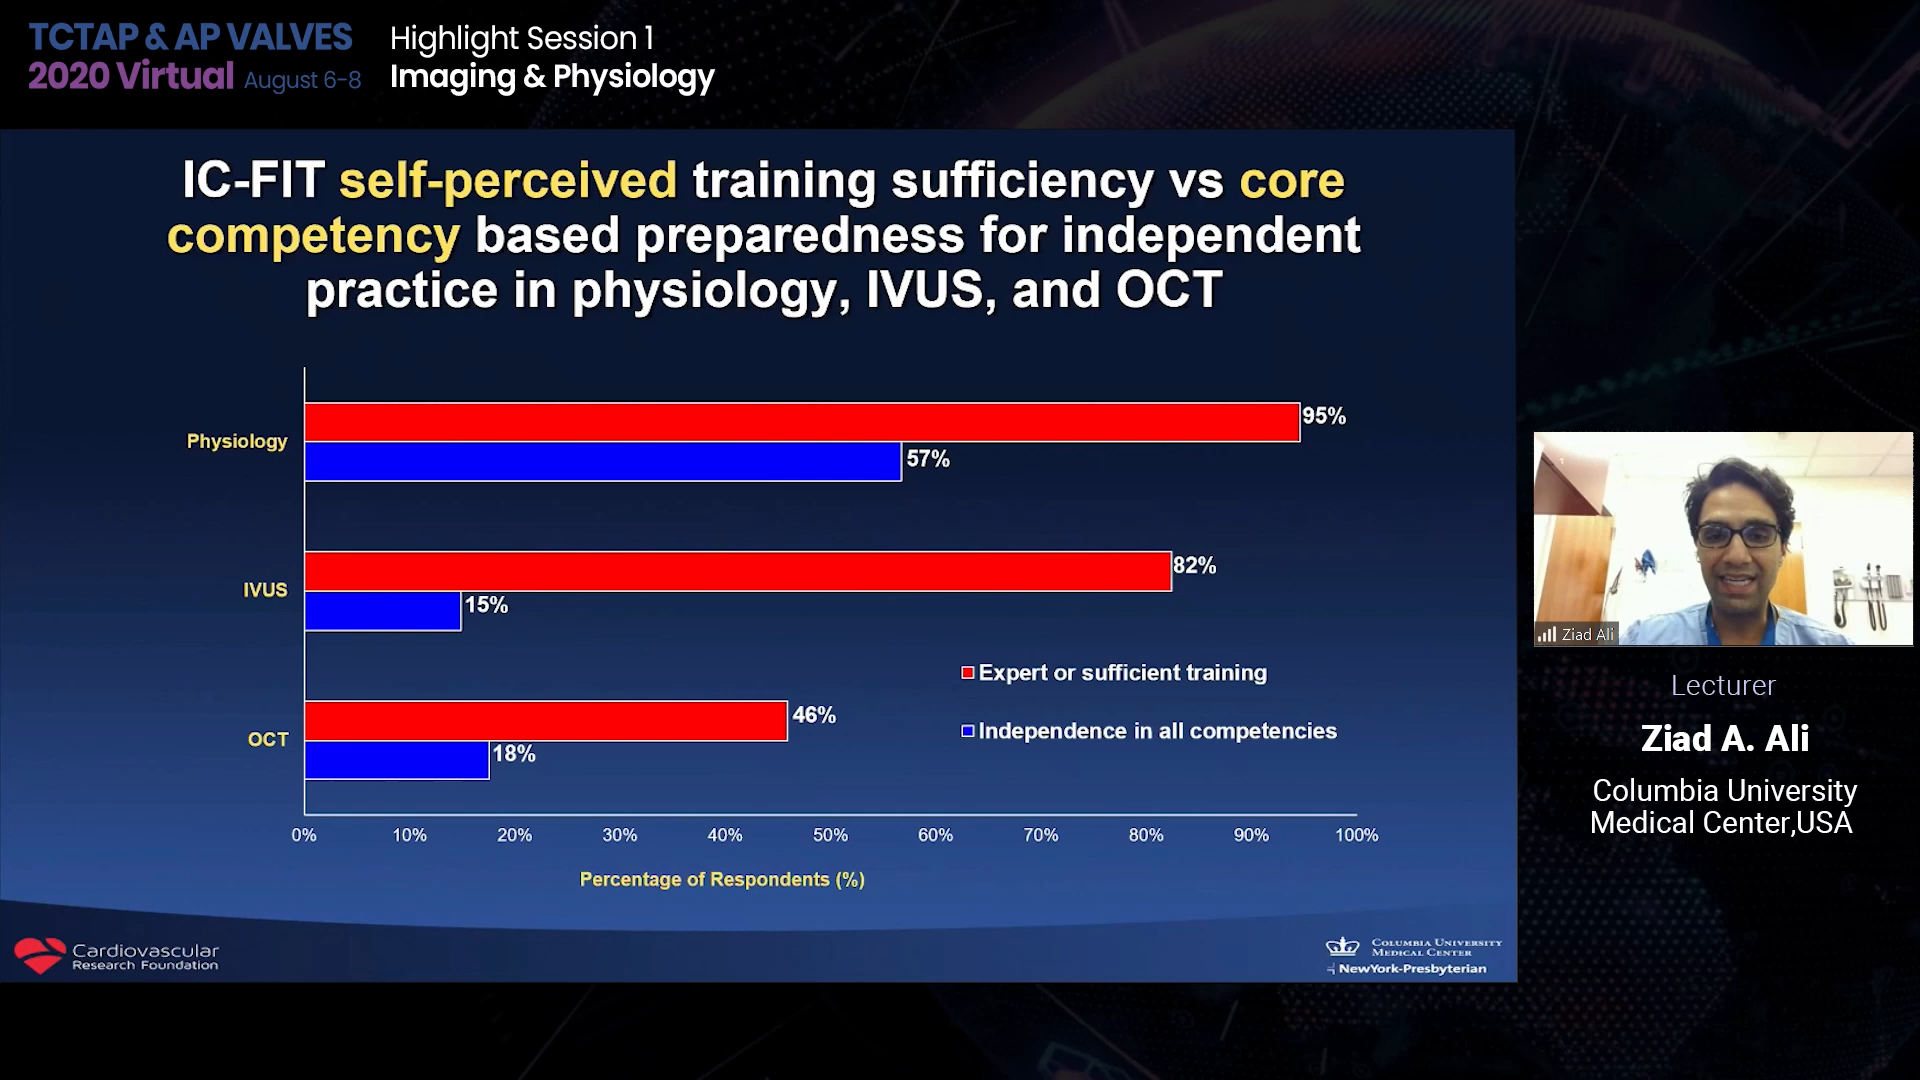 TCTAP & AP VALVES
2020 Virtual August 6-8
Highlight Session 1
Imaging & Physiology
IC-FIT self-perceived training sufficiency vs core
competency based preparedness for independent
practice in physiology, IVUS, and OCT
Physiology
95%
57%
IVUS
82%
15%
OCT
46%
18%
Expert or sufficient training
Independence in all competencies
0% 10% 20% 30% 40% 50% 60% 70% 80% 90% 100%
Percentage of Respondents (%)
Cardiovascular
Research Foundation
Columbia University
Medical Center
NewYork-Presbyterian
Ziad Ali
Lecturer
Ziad A. Ali
Columbia University
Medical Center,USA